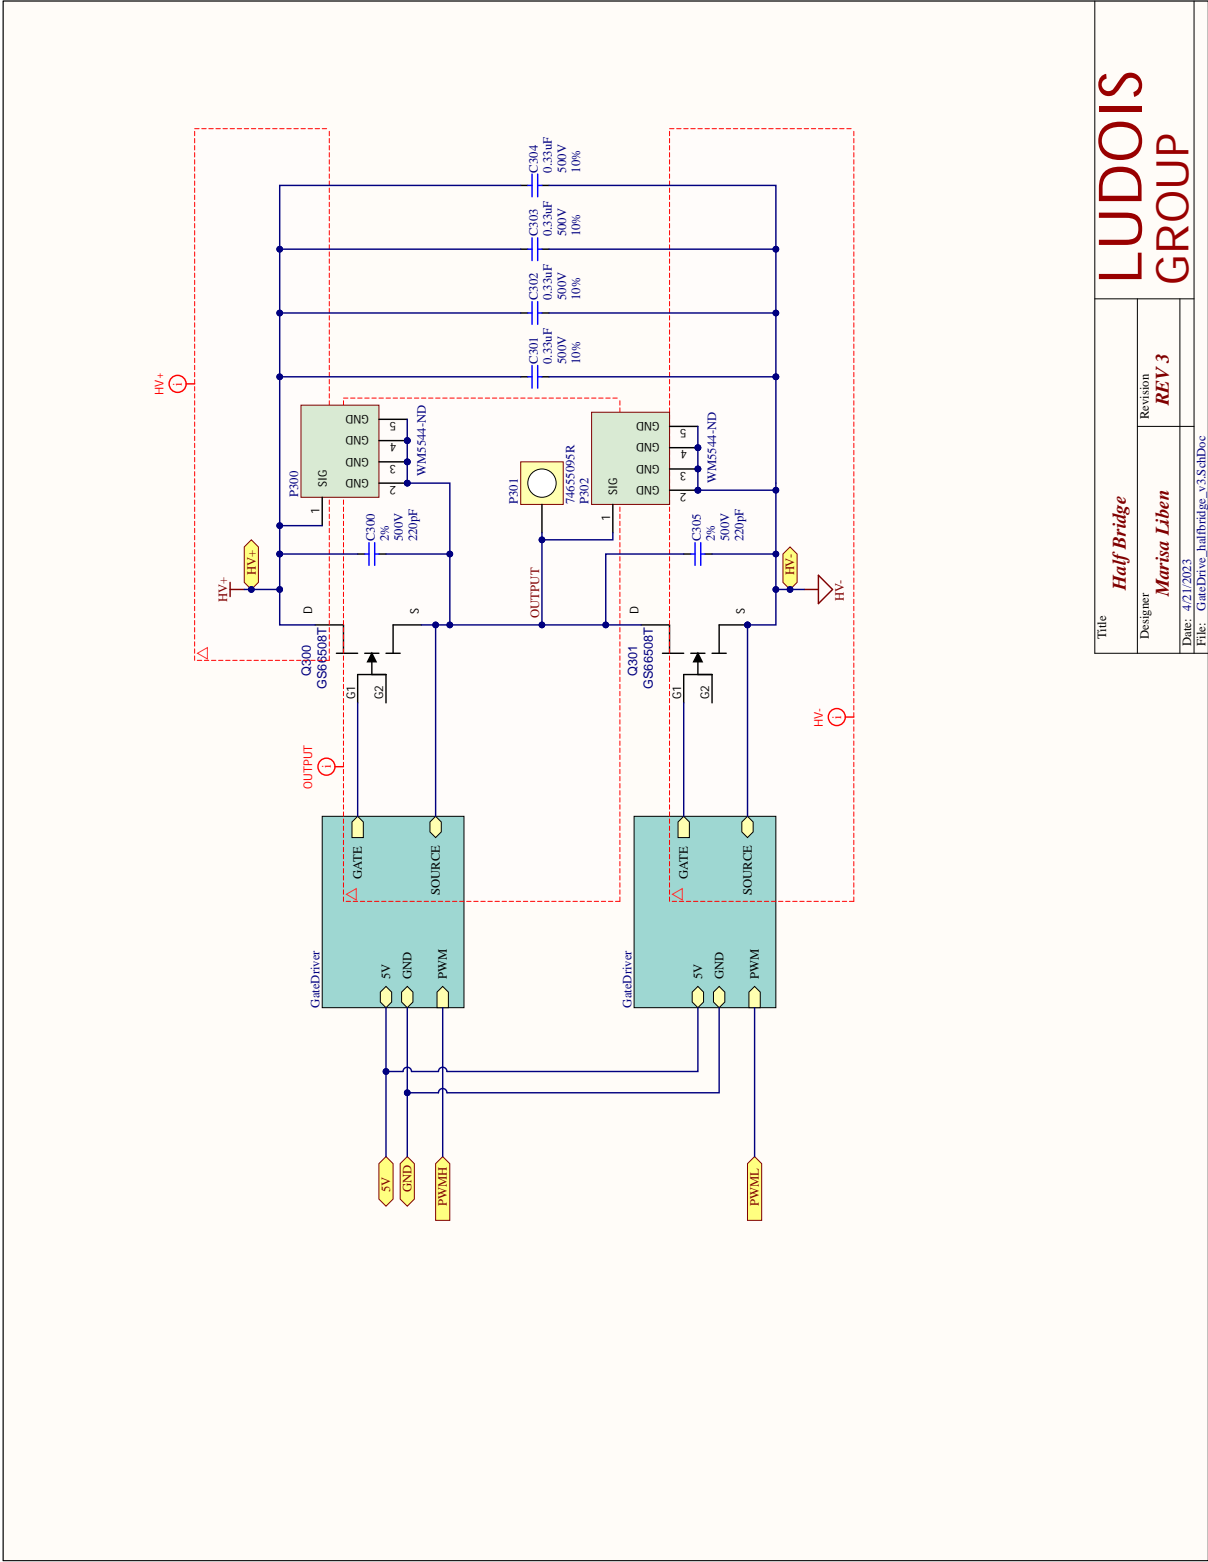 HV+
HV+
HV+
D
Q300
GS66508T
G1
G2
S
P300
SIG
1
GND
GND
GND
GND
2
3
4
5
WM5544-ND
C300
2%
500V
220pF
C301
0.33uF
500V
10%
C302
0.33uF
500V
10%
C303
0.33uF
500V
10%
C304
0.33uF
500V
10%
OUTPUT
OUTPUT
P301
74655095R
P302
SIG
1
GND
GND
GND
GND
2
3
4
5
WM5544-ND
D
Q301
GS66508T
G1
G2
S
C305
2%
500V
220pF
HV-
HV-
HV-
GateDriver
5V
GND
PWM
GATE
SOURCE
GateDriver
5V
GND
PWM
GATE
SOURCE
5V
GND
PWMH
PWML
Title
Half Bridge
Designer
Marisa Liben
Revision
REV 3
Date: 4/21/2023
File: GateDrive_halfbridge_v3.SchDoc
LUDOIS
GROUP